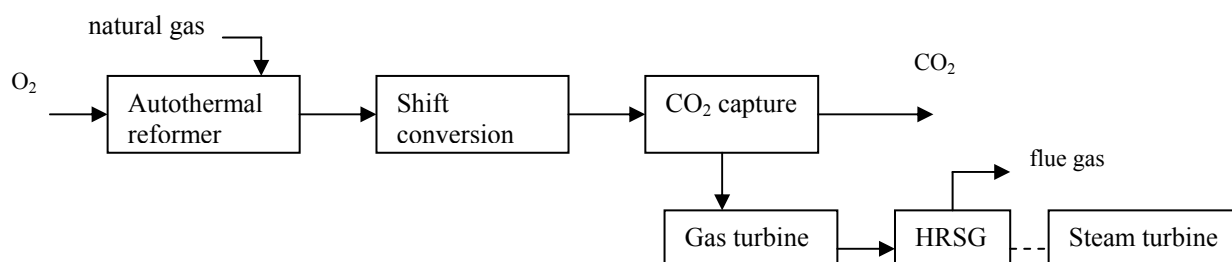 natural gas
O₂
CO₂
Autothermal
reformer
Shift
conversion
CO₂ capture
flue gas
Gas turbine
HRSG
Steam turbine